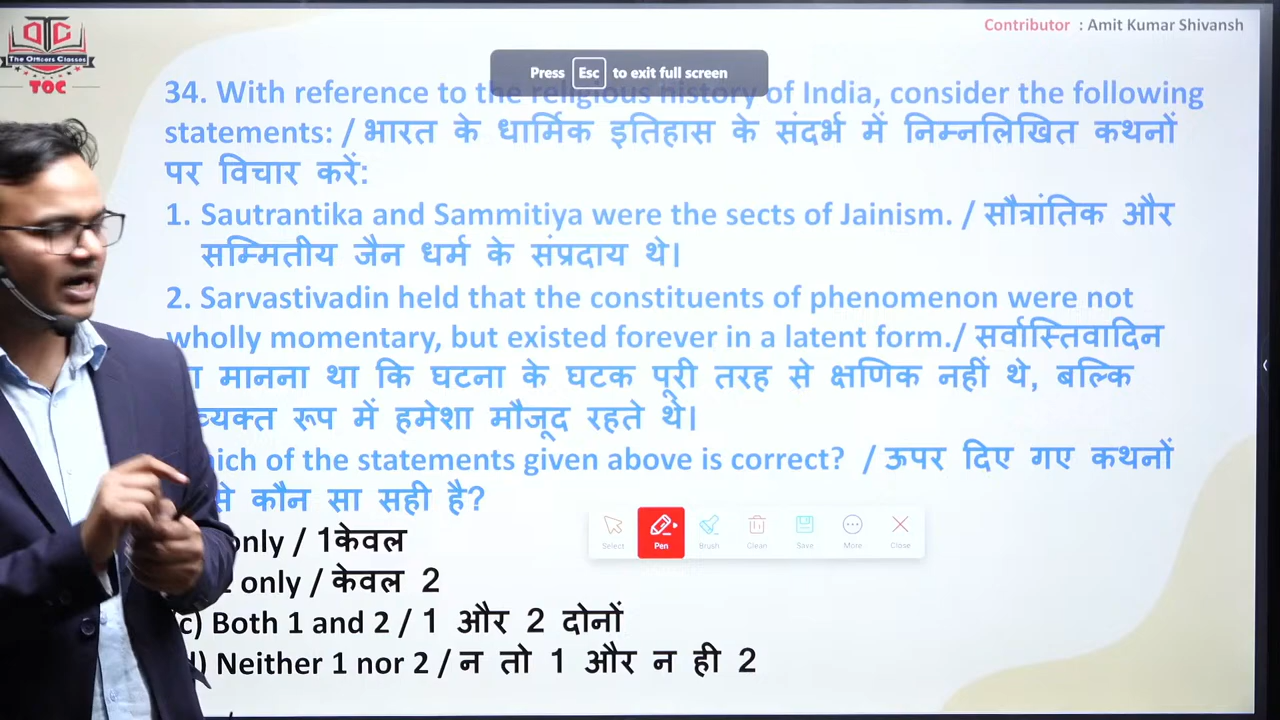 Contributor : Amit Kumar Shivansh
The Officers Classes
TOC
Press Esc to exit full screen
34. With reference to the religious history of India, consider the following
statements: / भारत के धार्मिक इतिहास के संदर्भ में निम्नलिखित कथनों
पर विचार करें:
1. Sautrantika and Sammitiya were the sects of Jainism. / सौत्रांतिक और
सम्मितीय जैन धर्म के संप्रदाय थे।
2. Sarvastivadin held that the constituents of phenomenon were not
wholly momentary, but existed forever in a latent form./ सर्वास्तिवादिन
मानना था कि घटना के घटक पूरी तरह से क्षणिक नहीं थे, बल्कि
रूप में हमेशा मौजूद रहते थे।
of the statements given above is correct? / ऊपर दिए गए कथनों
से कौन सा सही है?
only / 1केवल
2 only / केवल 2
c) Both 1 and 2 / 1 और 2 दोनों
d) Neither 1 nor 2 / न तो 1 और न ही 2
Select Pen Brush Clean Save More Close